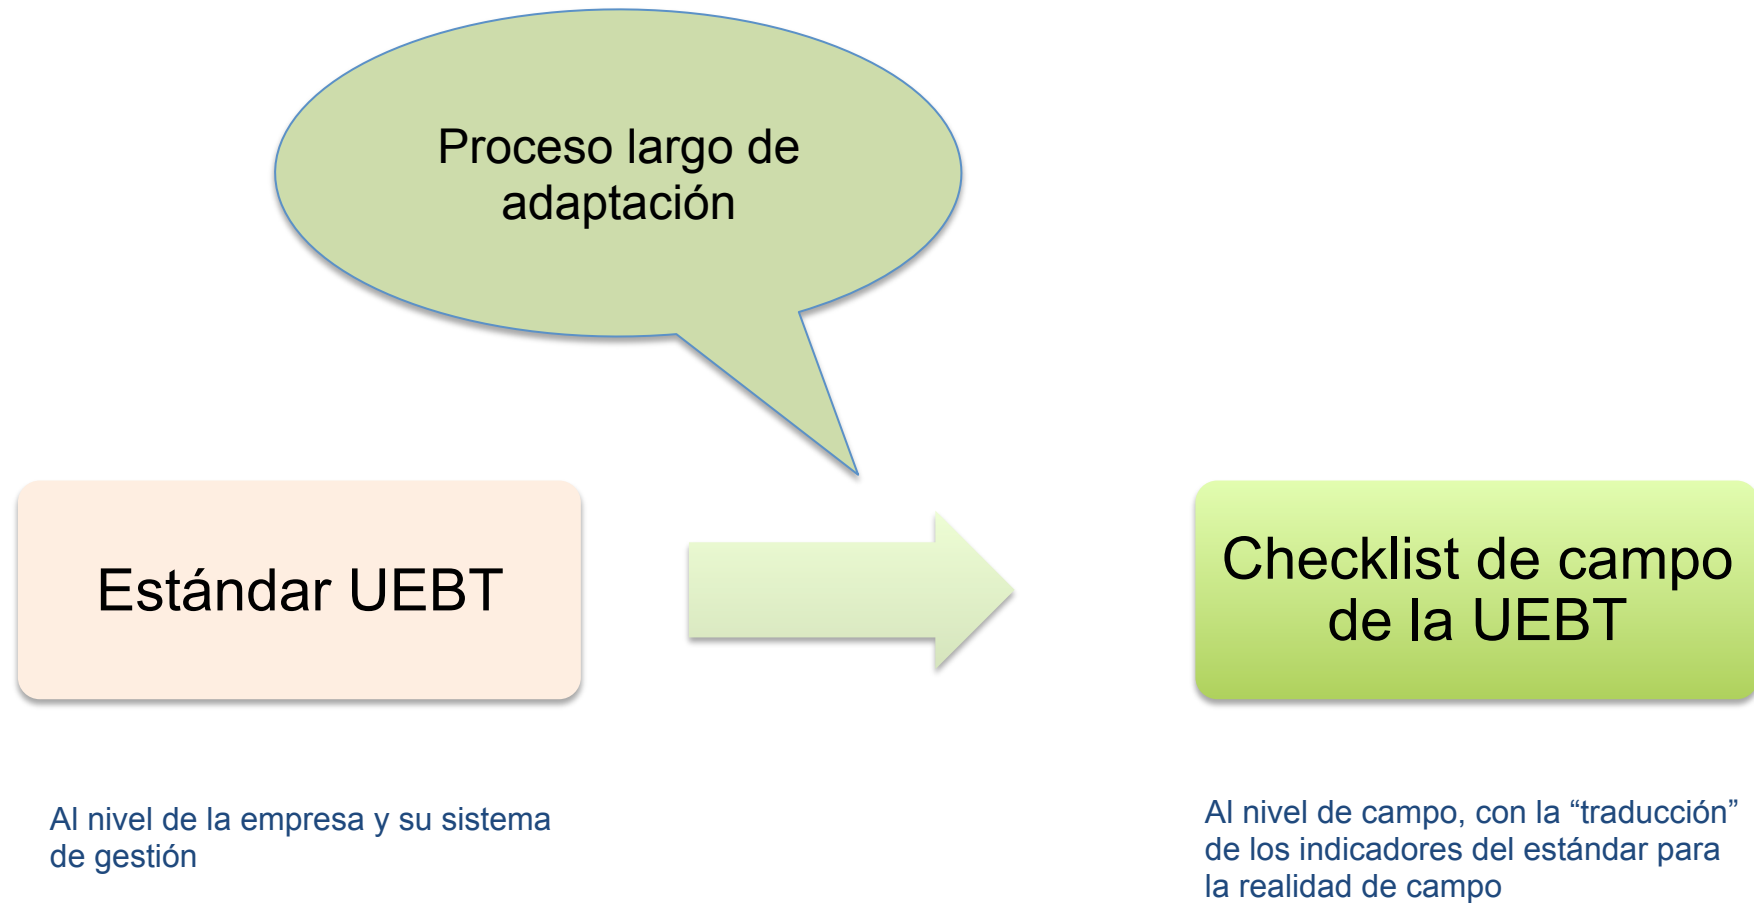 Proceso largo de
adaptación
Estándar UEBT
Checklist de campo
de la UEBT
Al nivel de la empresa y su sistema
de gestión
Al nivel de campo, con la “traducción”
de los indicadores del estándar para
la realidad de campo